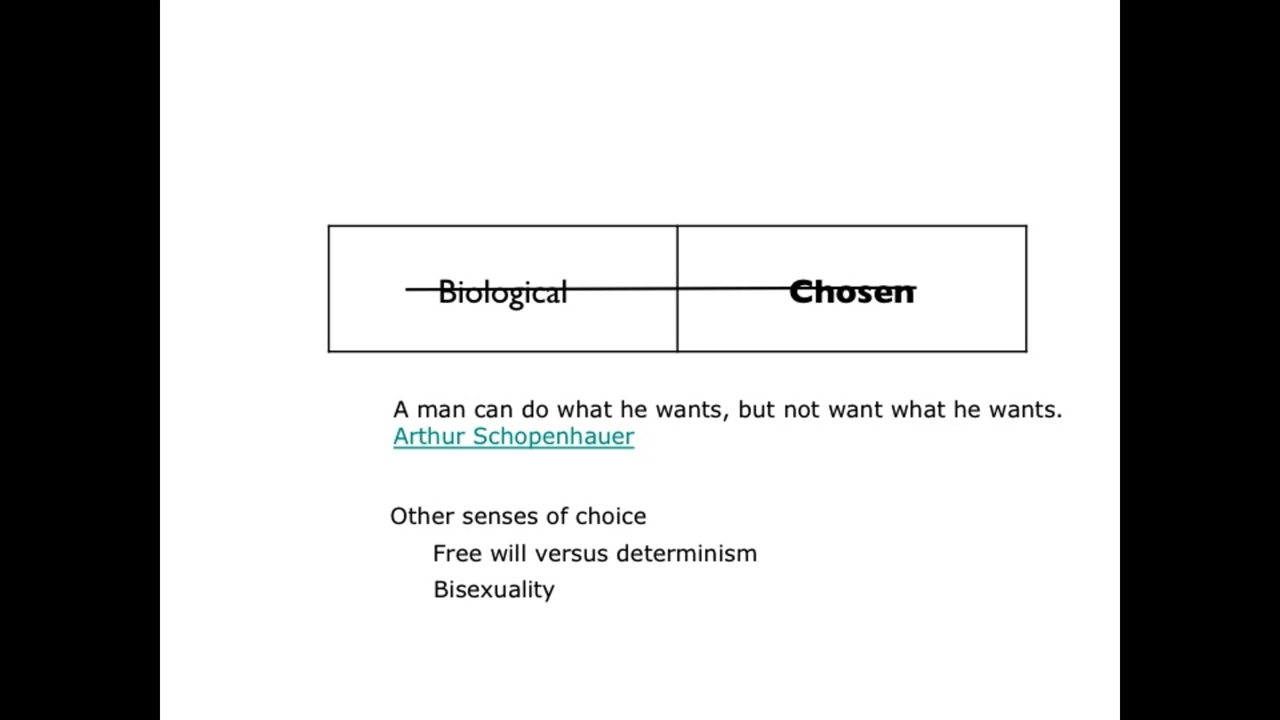 Biological Chosen
A man can do what he wants, but not want what he wants.
Arthur Schopenhauer
Other senses of choice
Free will versus determinism
Bisexuality